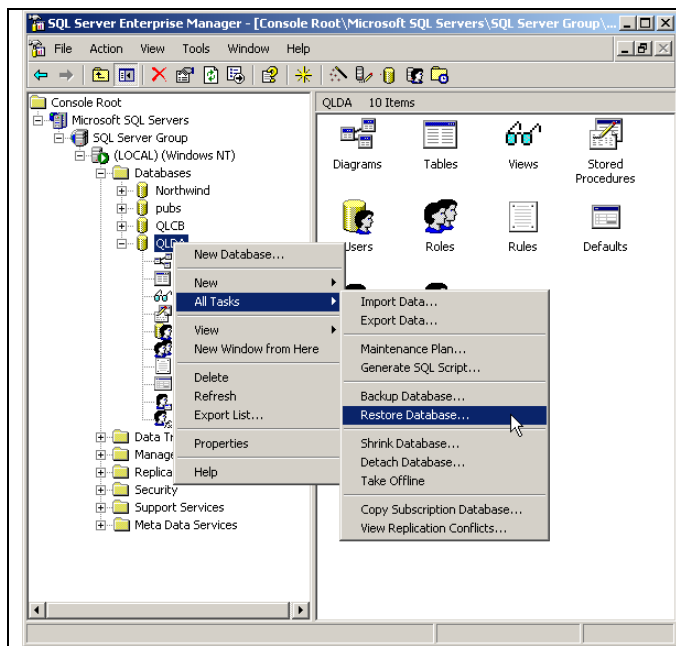 SQL Server Enterprise Manager - [Console Root\Microsoft SQL Servers\SQL Server Group\...
File Action View Tools Window Help
Console Root
Microsoft SQL Servers
SQL Server Group
(LOCAL) (Windows NT)
Databases
Northwind
pubs
QLCB
QLDA
Data Tr
Manage
Replica
Security
Support Services
Meta Data Services
QLDA 10 Items
Diagrams
Tables
Views
Stored
Procedures
Users
Roles
Rules
Defaults
New Database...
New
All Tasks
View
New Window from Here
Delete
Refresh
Export List...
Properties
Help
Import Data...
Export Data...
Maintenance Plan...
Generate SQL Script...
Backup Database...
Restore Database...
Shrink Database...
Detach Database...
Take Offline
Copy Subscription Database...
View Replication Conflicts...